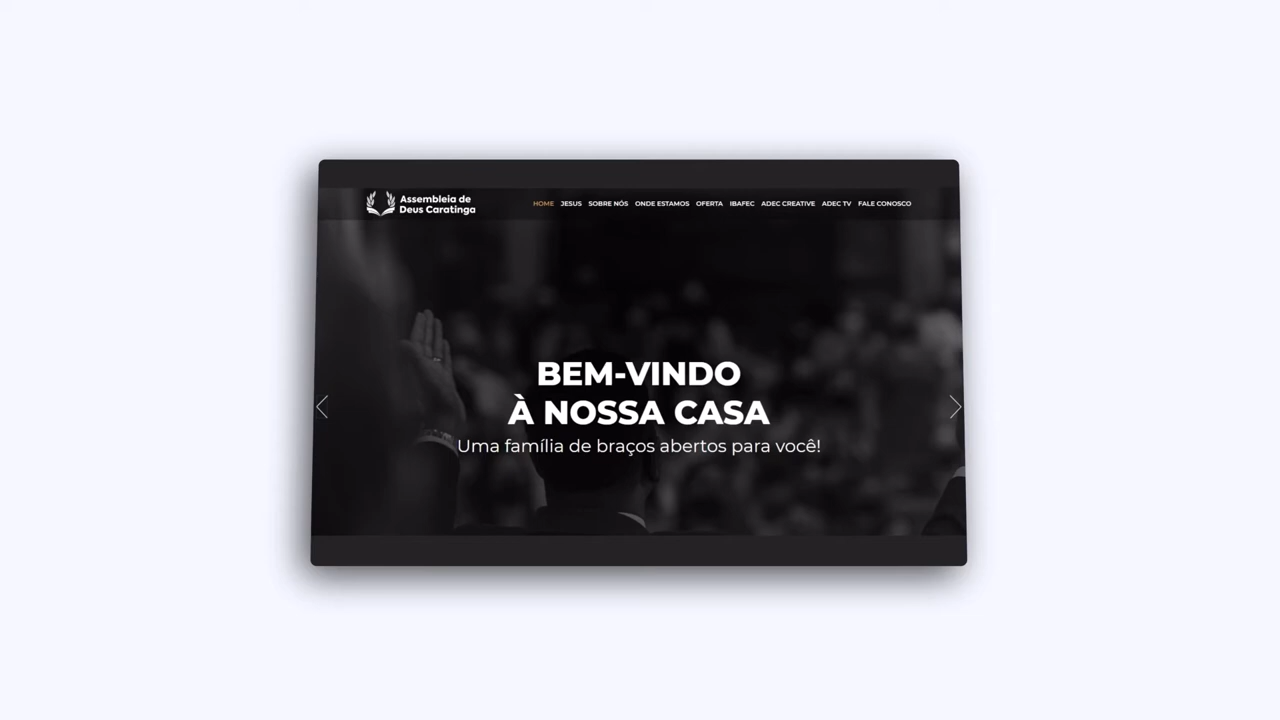 Assembleia de
Deus Caratinga
HOME JESUS SOBRE NÓS ONDE ESTAMOS OFERTA IBAFEC ADEC CREATIVE ADEC TV FALE CONOSCO
BEM-VINDO
À NOSSA CASA
Uma família de braços abertos para você!